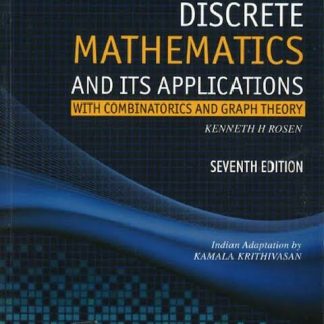 DISCRETE
MATHEMATICS
AND ITS APPLICATIONS
WITH COMBINATORICS AND GRAPH THEORY
KENNETH H ROSEN
SEVENTH EDITION
Indian Adaptation by
KAMALA KRITHIVASAN